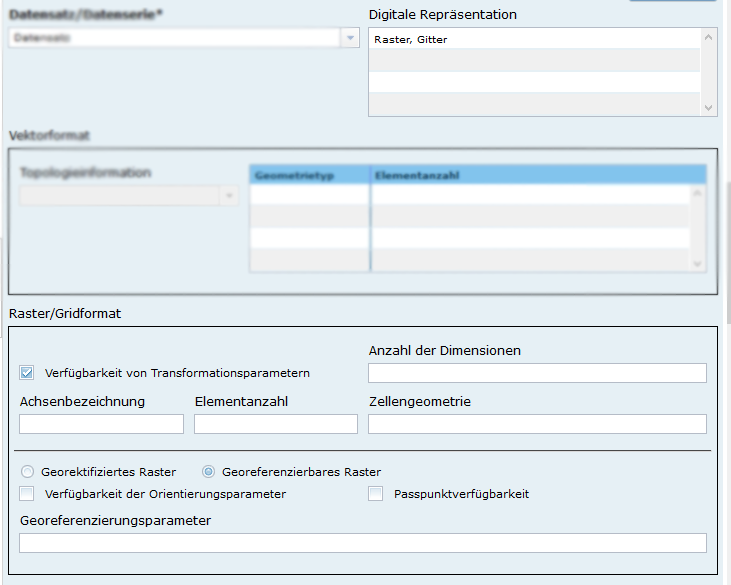 Datensatz/Datenserie*
Datensatz
Digitale Repräsentation
Raster, Gitter
Vektorformat
Topologieinformation
Geometrietyp Elementanzahl
Raster/Gridformat
Anzahl der Dimensionen
Verfügbarkeit von Transformationsparametern
Achsenbezeichnung Elementanzahl Zellengeometrie
Georektifiziertes Raster Georeferenzierbares Raster
Verfügbarkeit der Orientierungsparameter Passpunktverfügbarkeit
Georeferenzierungsparameter